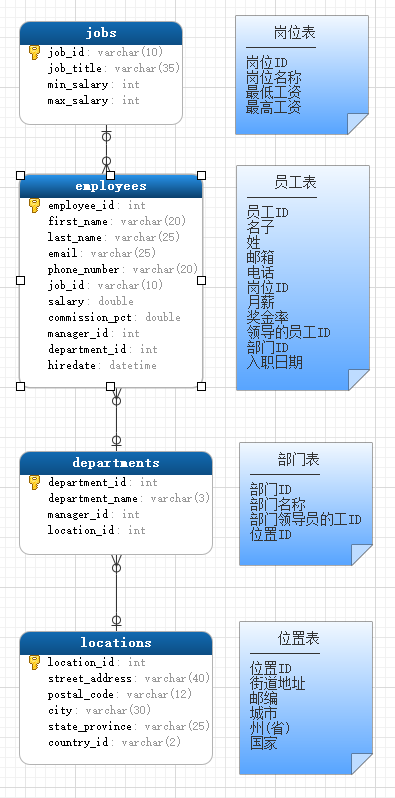 jobs
job_id: varchar(10)
job_title: varchar(35)
min_salary: int
max_salary: int
岗位表
岗位ID
岗位名称
最低工资
最高工资
employees
employee_id: int
first_name: varchar(20)
last_name: varchar(25)
email: varchar(25)
phone_number: varchar(20)
job_id: varchar(10)
salary: double
commission_pct: double
manager_id: int
department_id: int
hiredate: datetime
员工表
员工ID
名子
姓
邮箱
电话
岗位ID
月薪
奖金率
领导的员工ID
部门ID
入职日期
departments
department_id: int
department_name: varchar(3)
manager_id: int
location_id: int
部门表
部门ID
部门名称
部门领导员的工ID
位置ID
locations
location_id: int
street_address: varchar(40)
postal_code: varchar(12)
city: varchar(30)
state_province: varchar(25)
country_id: varchar(2)
位置表
位置ID
街道地址
邮编
城市
州(省)
国家